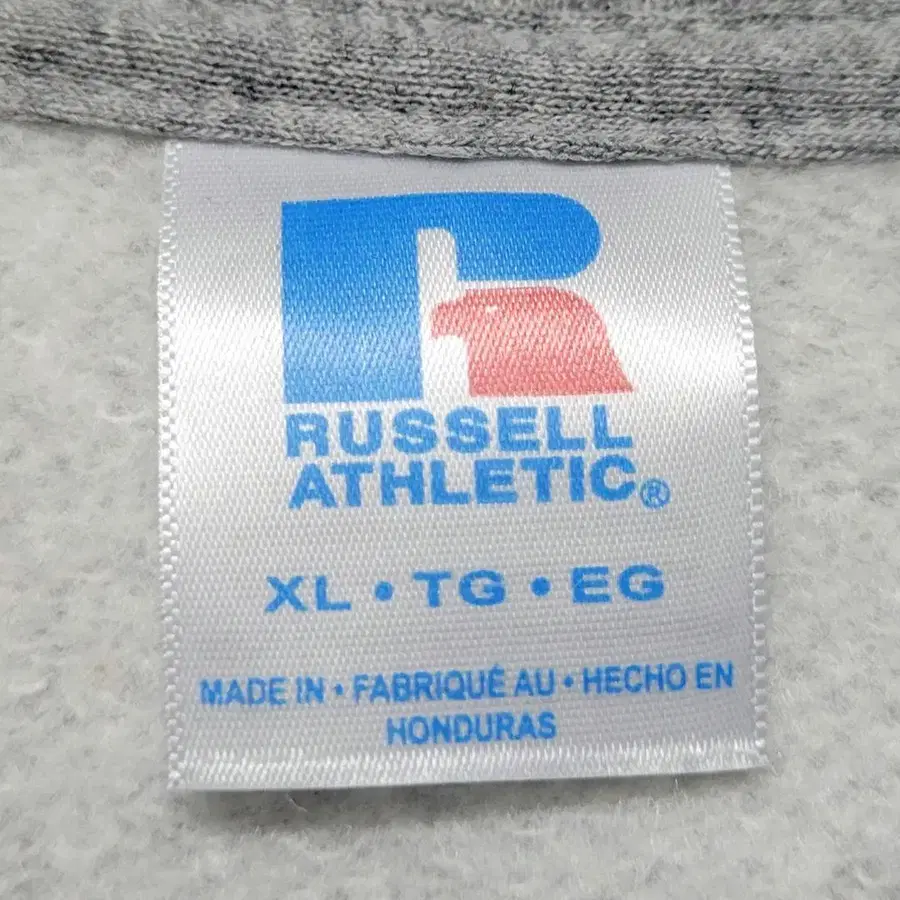 RUSSELL
ATHLETIC®
XL • TG • EG
MADE IN • FABRIQUÉ AU • HECHO EN
HONDURAS